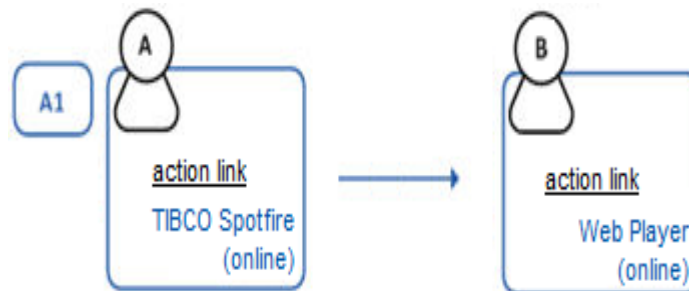 A
B
A1
action link
action link
TIBCO Spotfire
(online)
Web Player
(online)